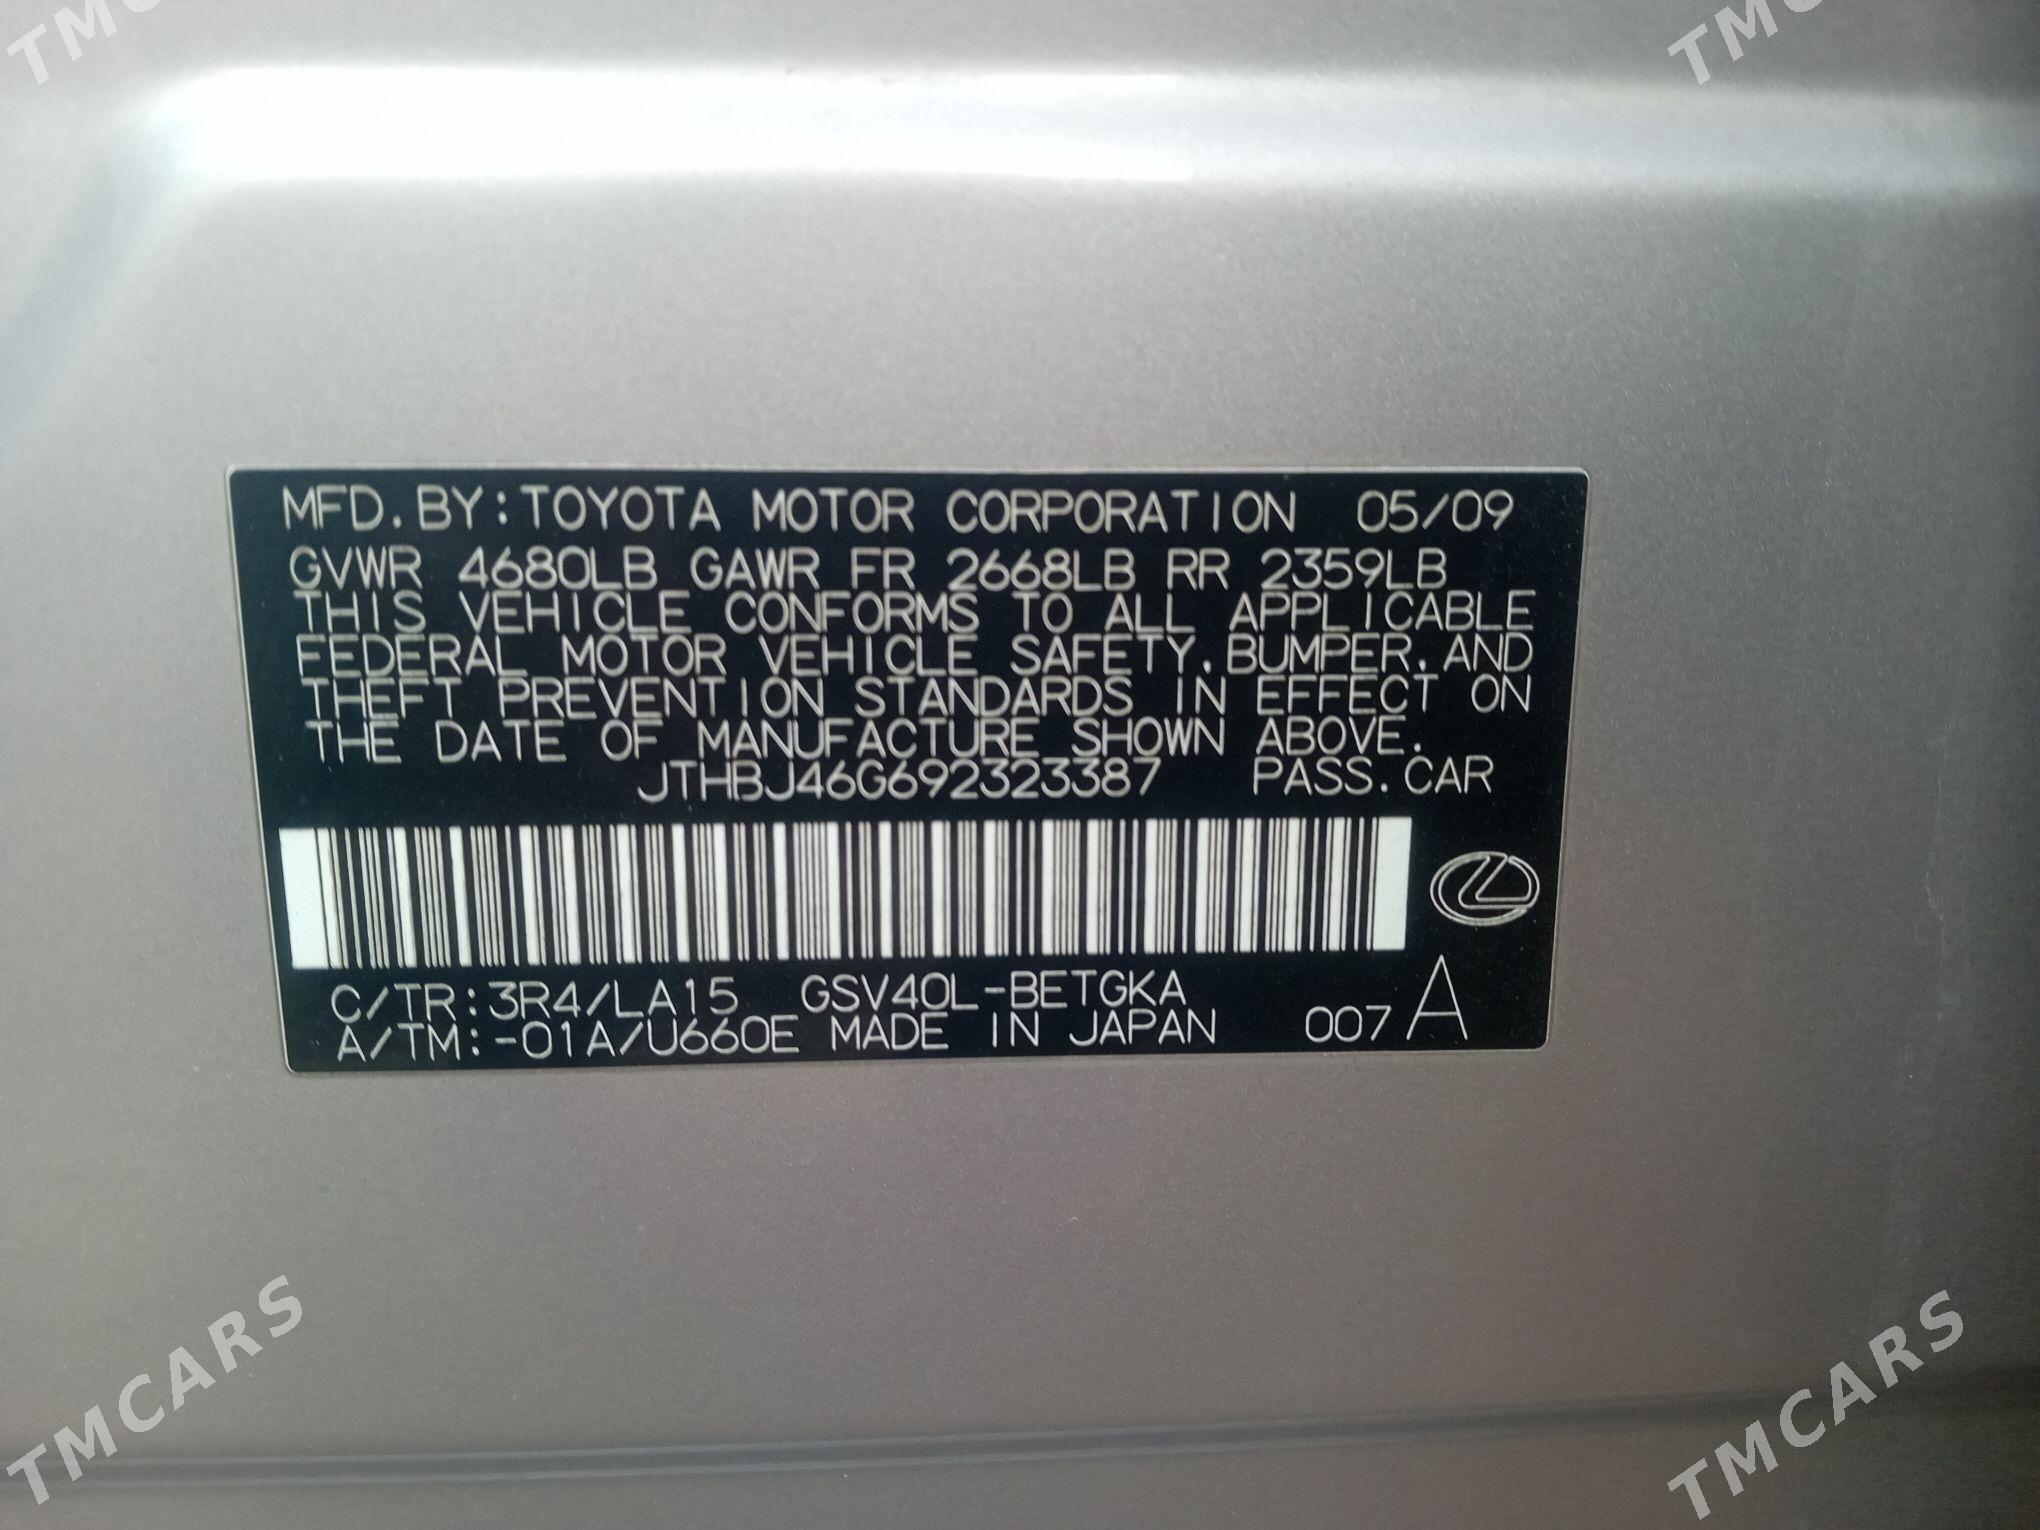 TMC
TMC
MFD. BY: TOYOTA MOTOR CORPORATION 05/09
GVWR 4680LB GAWR FR 2668LB RR 2359LB
THIS VEHICLE CONFORMS TO ALL APPLICABLE
FEDERAL MOTOR VEHICLE SAFETY, BUMPER, AND
THEFT PREVENTION STANDARDS IN EFFECT ON
THE DATE OF MANUFACTURE SHOWN ABOVE.
JTHBJ46G692323387 PASS. CAR
C/TR: 3R4/LA15 GSV40L-BETGKA
A/TM: -01A/U660E MADE IN JAPAN 007 A
TMCARS
TMCARS